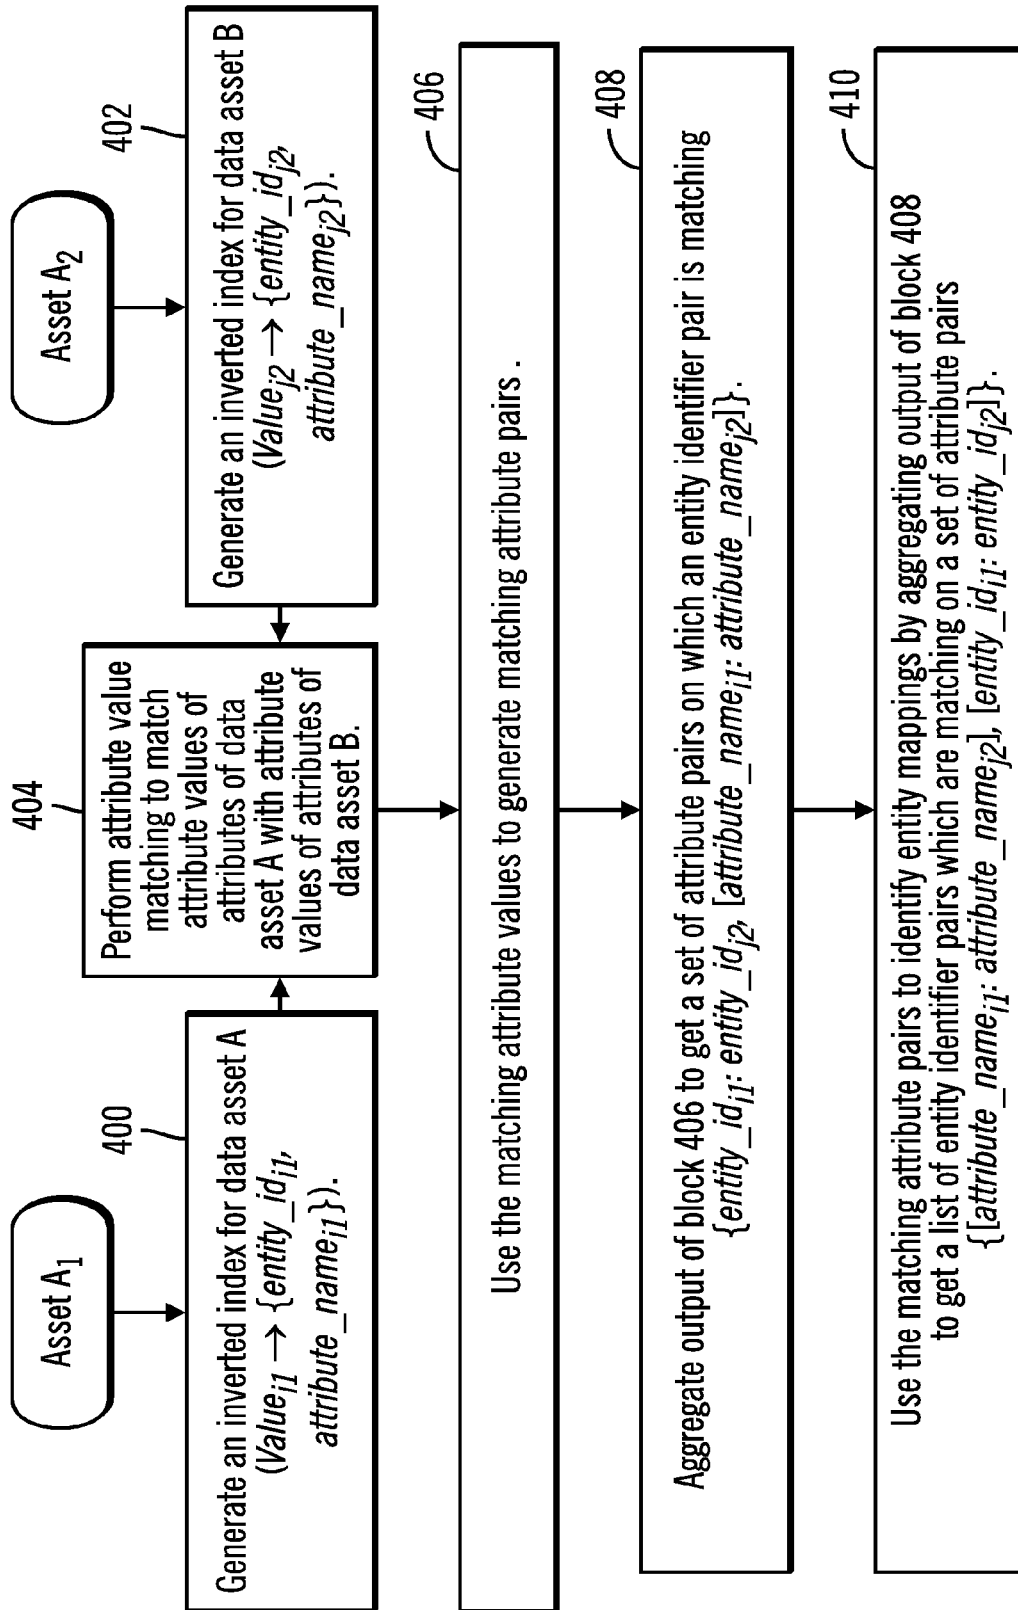 Asset A1
Asset A2
400
Generate an inverted index for data asset A
(Valuei1 → {entity_idi1,
attribute_namei1}).
404
Perform attribute value
matching to match
attribute values of
attributes of data
asset A with attribute
values of attributes of
data asset B.
402
Generate an inverted index for data asset B
(Valuej2 → {entity_idj2,
attribute_namej2}).
406
Use the matching attribute values to generate matching attribute pairs .
408
Aggregate output of block 406 to get a set of attribute pairs on which an entity identifier pair is matching
{entity_idi1: entity_idj2, [attribute_namei1: attribute_namej2]}.
410
Use the matching attribute pairs to identify entity mappings by aggregating output of block 408
to get a list of entity identifier pairs which are matching on a set of attribute pairs
{[attribute_namei1: attribute_namej2], [entity_idi1: entity_idj2]}.